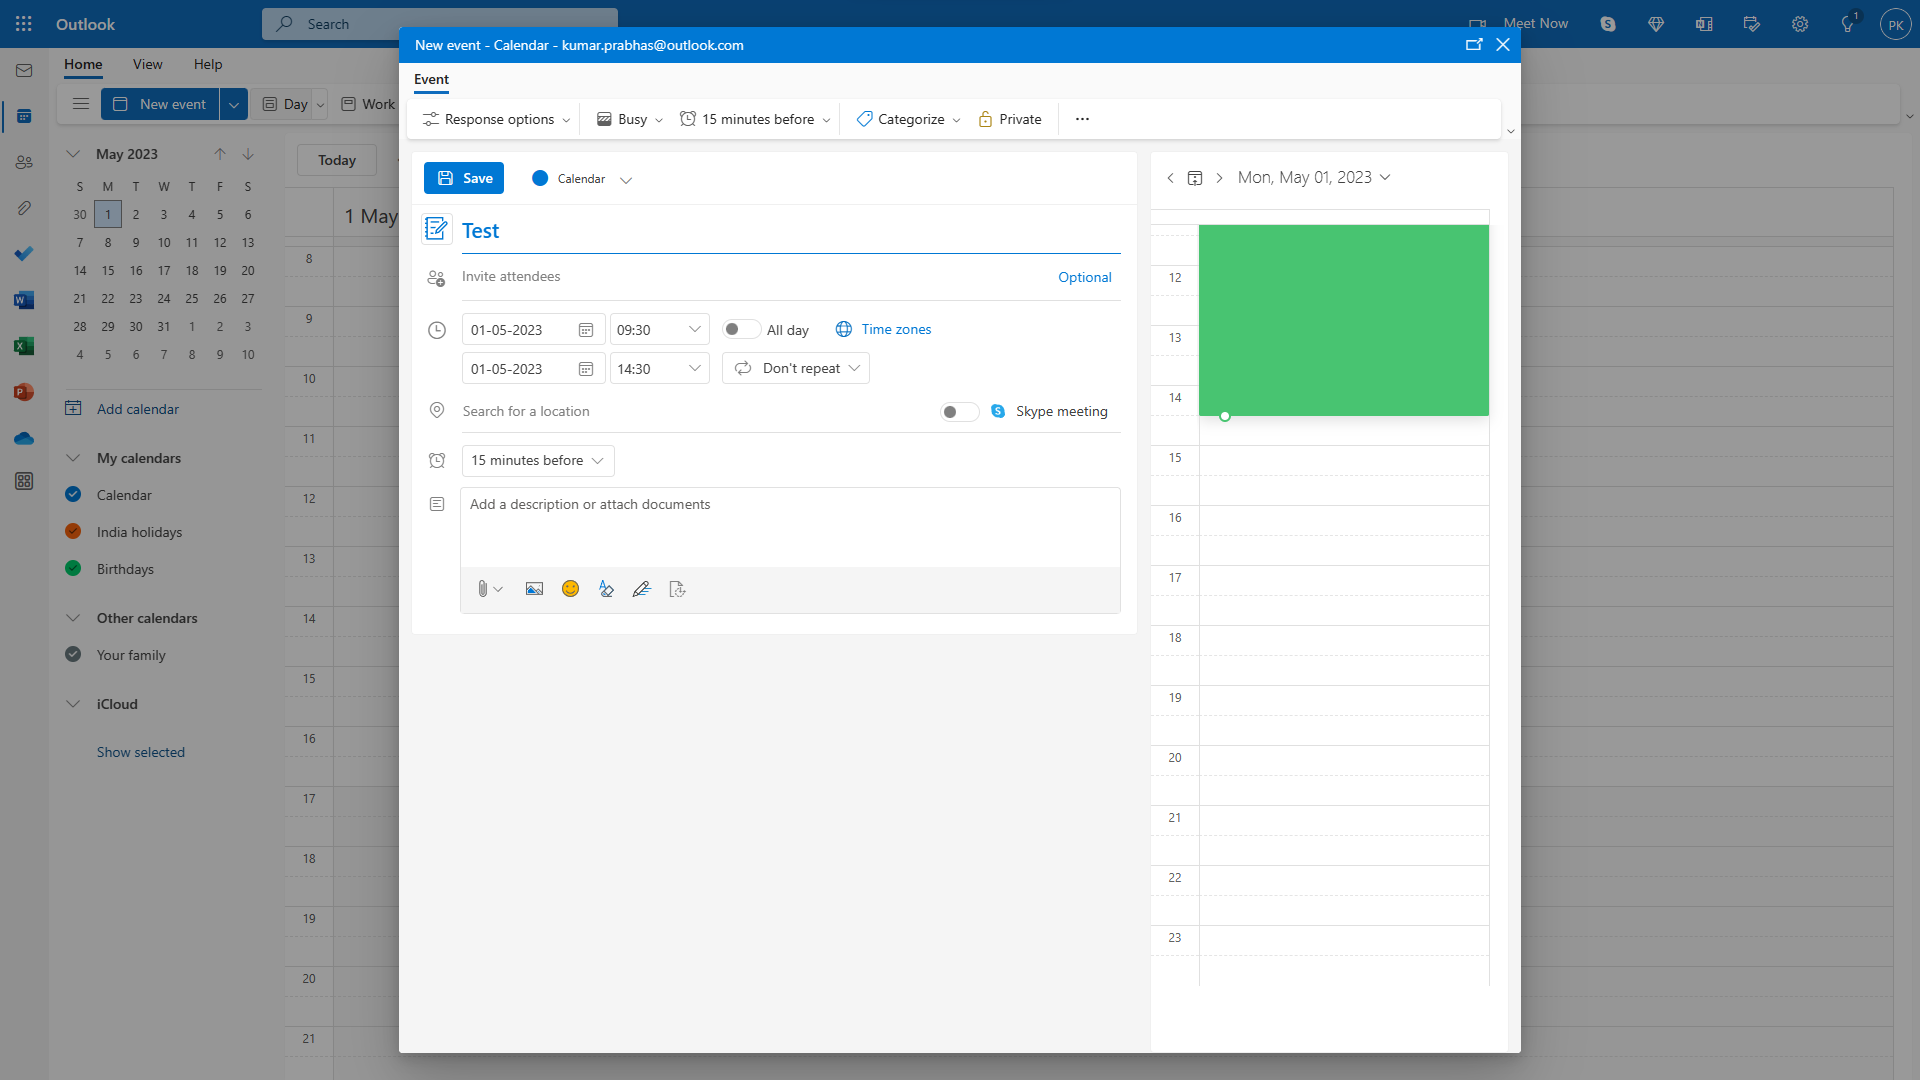 Outlook
Search
Meet Now
1
PK
Home View Help
New event
Day
Work
May 2023
S M T W T F S
30 1 2 3 4 5 6
7 8 9 10 11 12 13
14 15 16 17 18 19 20
21 22 23 24 25 26 27
28 29 30 31 1 2 3
4 5 6 7 8 9 10
Add calendar
My calendars
Calendar
India holidays
Birthdays
Other calendars
Your family
iCloud
Show selected
Today
1 May
8
9
10
11
12
13
14
15
16
17
18
19
20
21
New event - Calendar - kumar.prabhas@outlook.com
Event
Response options Busy 15 minutes before Categorize Private ...
Save Calendar
Test
Invite attendees Optional
01-05-2023 09:30 All day Time zones
01-05-2023 14:30 Don't repeat
Search for a location Skype meeting
15 minutes before
Add a description or attach documents
Mon, May 01, 2023
12
13
14
15
16
17
18
19
20
21
22
23